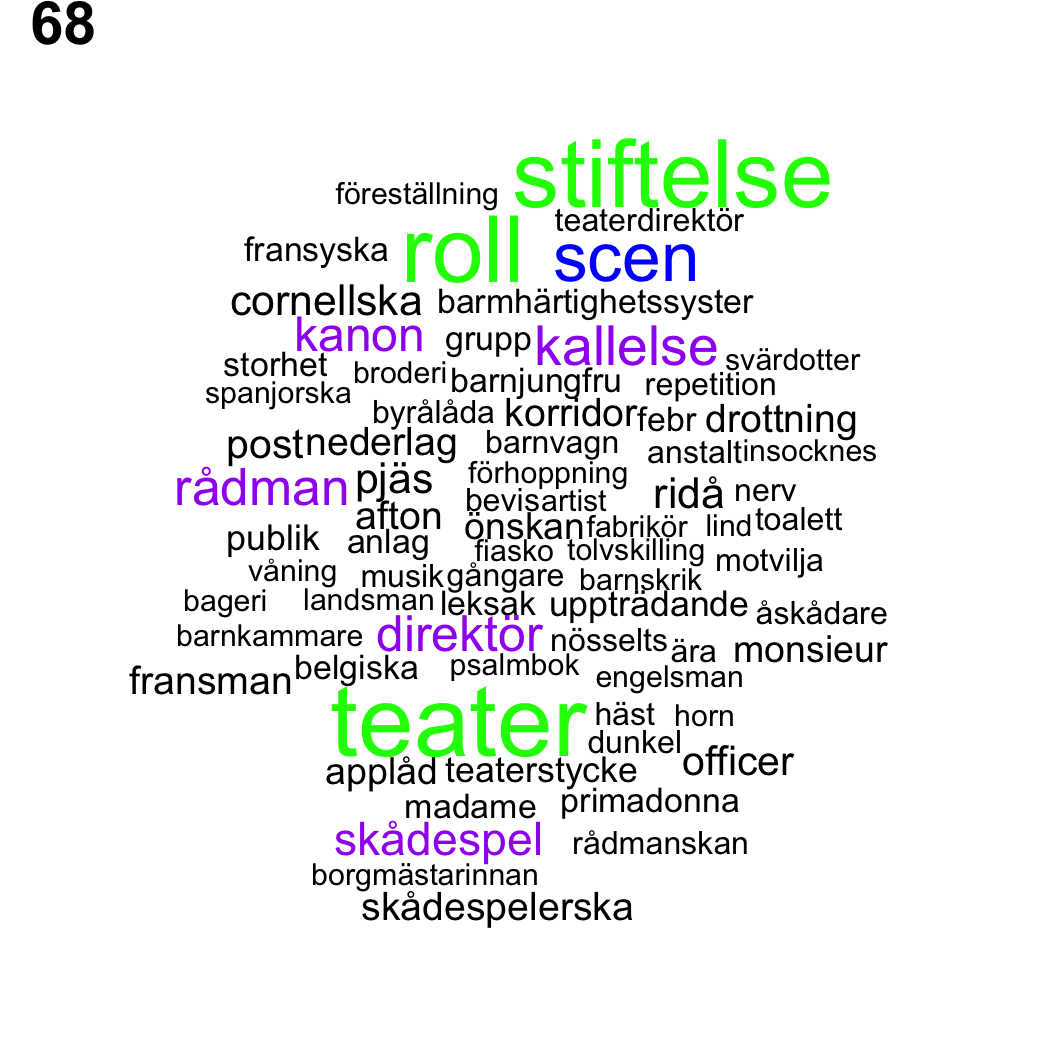 68
stiftelse
föreställning
teaterdirektör
fransyska roll scen
cornellska barmhärtighetssyster
kanon grupp kallelse
storhet broderi svärdotter
spanjorska barnjungfru repetition
byrålåda korridor febr drottning
post nederlag barnvagn anstalt insocknes
rådman pjäs förhoppning ridå nerv
bevis artist
afton önskan fabrikör lind toalett
publik anlag fiasko tolvskilling motvilja
våning musik gångare barnskrik
bageri landsman leksak uppträdande åskådare
barnkammare direktör nösselts ära monsieur
fransman belgiska psalmbok engelsman
teater häst horn
dunkel officer
applåd teaterstycke
madame primadonna
skådespel rådmanskan
borgmästarinnan
skådespelerska